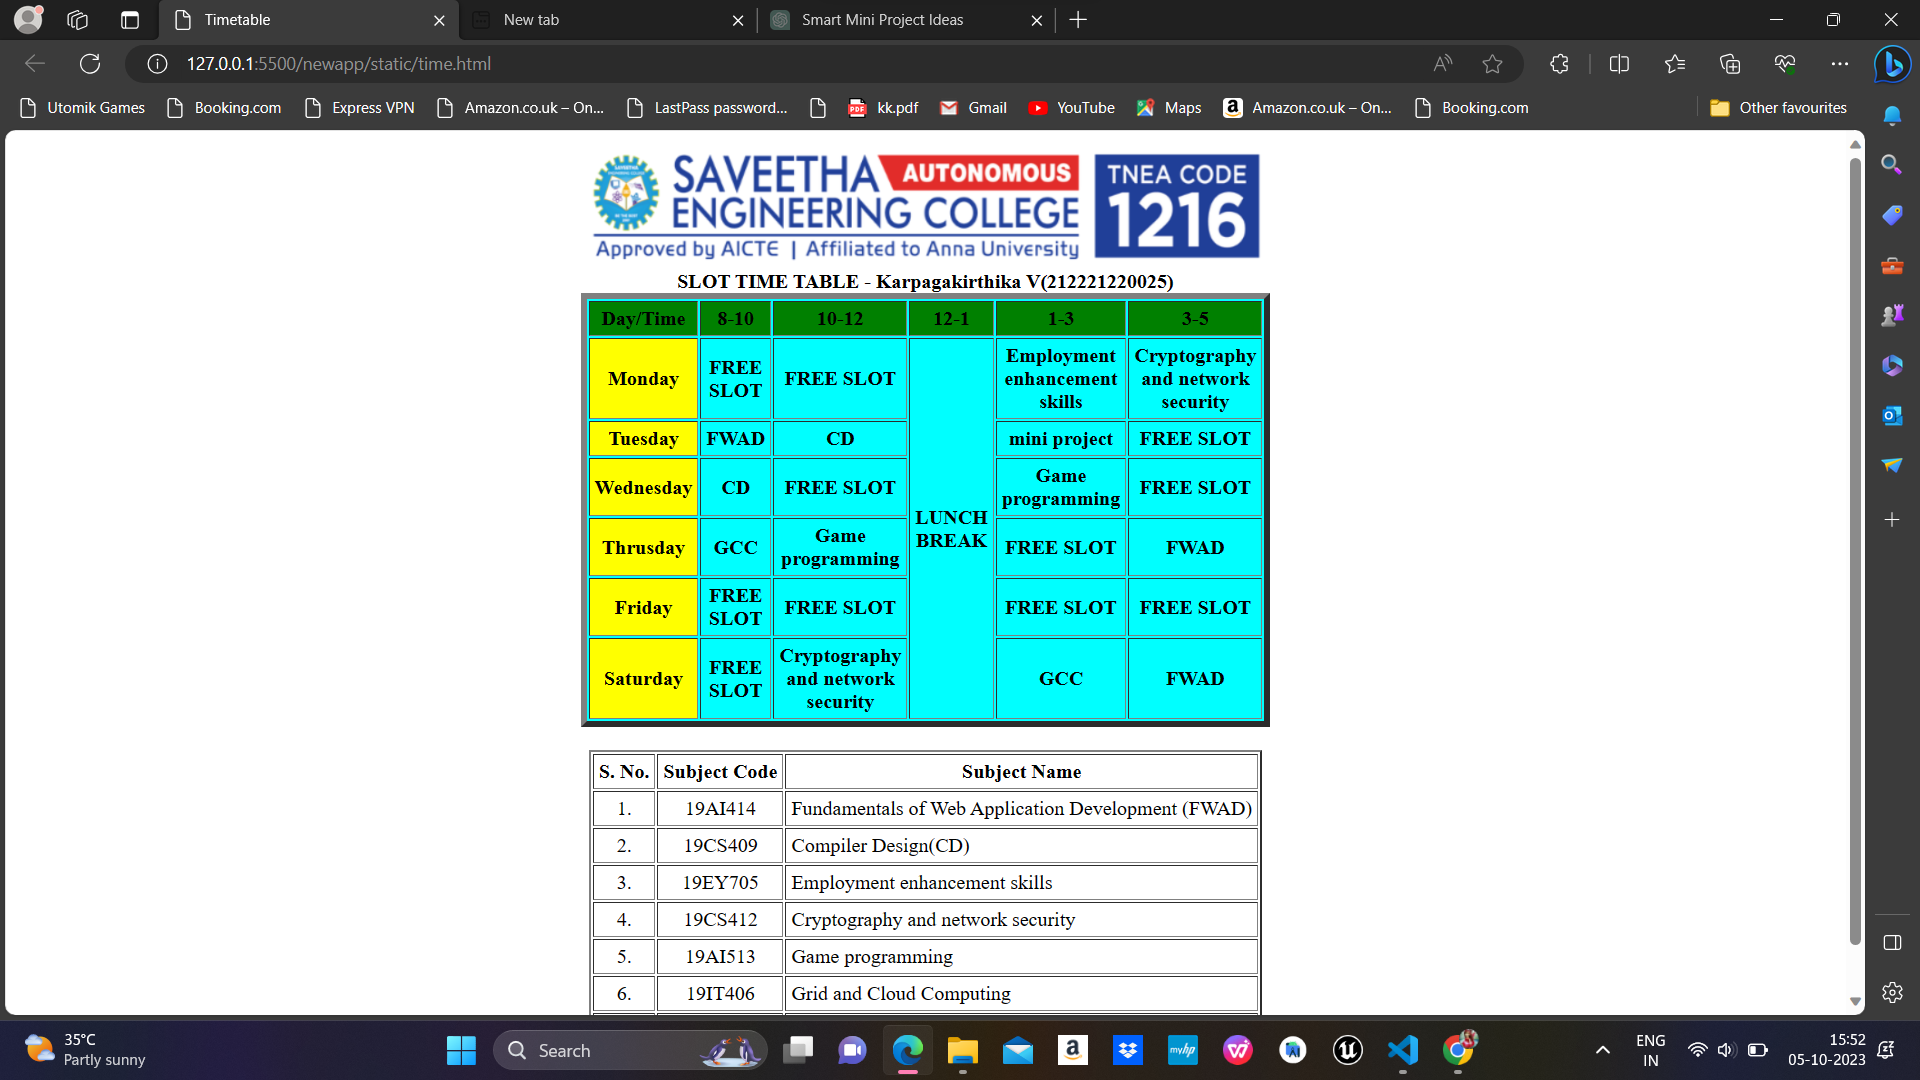 Timetable
New tab
Smart Mini Project Ideas
127.0.0.1:5500/newapp/static/time.html
Utomik Games
Booking.com
Express VPN
Amazon.co.uk – On...
LastPass password...
kk.pdf
Gmail
YouTube
Maps
Amazon.co.uk – On...
Booking.com
Other favourites
SAVEETHA AUTONOMOUS
ENGINEERING COLLEGE
Approved by AICTE | Affiliated to Anna University
TNEA CODE
1216
SLOT TIME TABLE - Karpagakirthika V(212221220025)
Day/Time 8-10 10-12 12-1 1-3 3-5
Monday
FREE
SLOT
FREE SLOT
LUNCH
BREAK
Employment
enhancement
skills
Cryptography
and network
security
Tuesday FWAD CD mini project FREE SLOT
Wednesday CD FREE SLOT
Game
programming
FREE SLOT
Thrusday GCC
Game
programming
FREE SLOT FWAD
Friday
FREE
SLOT
FREE SLOT FREE SLOT FREE SLOT
Saturday
FREE
SLOT
Cryptography
and network
security
GCC FWAD
S. No. Subject Code Subject Name
1. 19AI414 Fundamentals of Web Application Development (FWAD)
2. 19CS409 Compiler Design(CD)
3. 19EY705 Employment enhancement skills
4. 19CS412 Cryptography and network security
5. 19AI513 Game programming
6. 19IT406 Grid and Cloud Computing
35°C
Partly sunny
Search
ENG
IN
15:52
05-10-2023